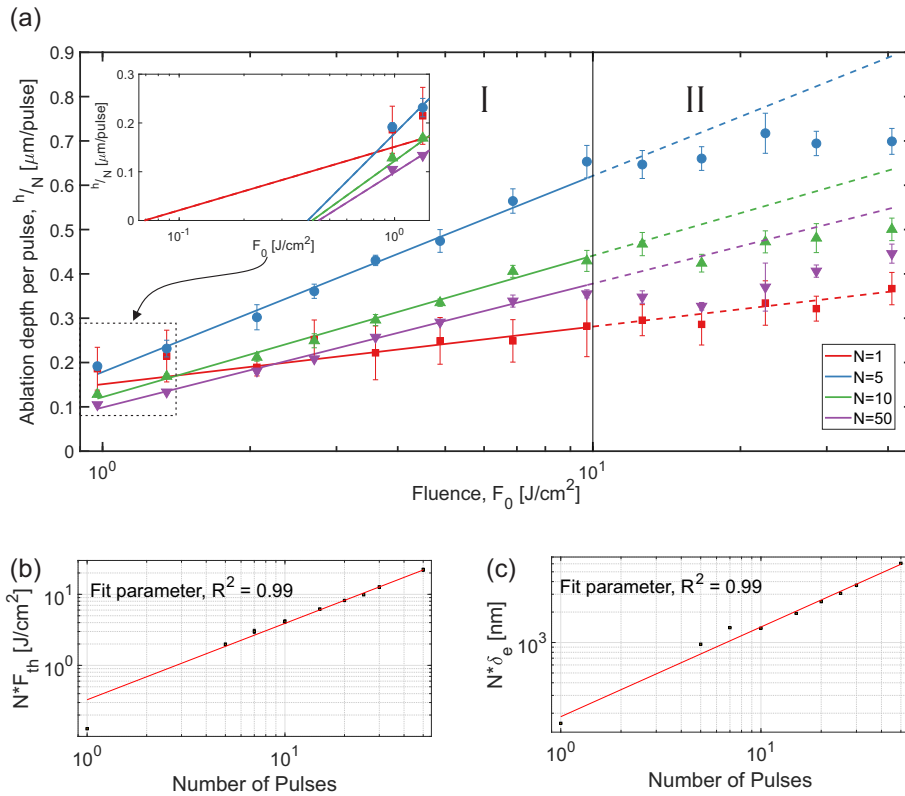 (a)
Ablation depth per pulse, h/N [μm/pulse]
0.9
0.8
0.7
0.6
0.5
0.4
0.3
0.2
0.1
0
I
II
h/N [μm/pulse]
0.3
0.2
0.1
0
10⁻¹
10⁰
F₀ [J/cm²]
N=1
N=5
N=10
N=50
10⁰
10¹
Fluence, F₀ [J/cm²]
(b)
Fit parameter, R² = 0.99
N*F_th [J/cm²]
10¹
10⁰
10⁰
10¹
Number of Pulses
(c)
Fit parameter, R² = 0.99
N*δ_e [nm]
10³
10⁰
10¹
Number of Pulses